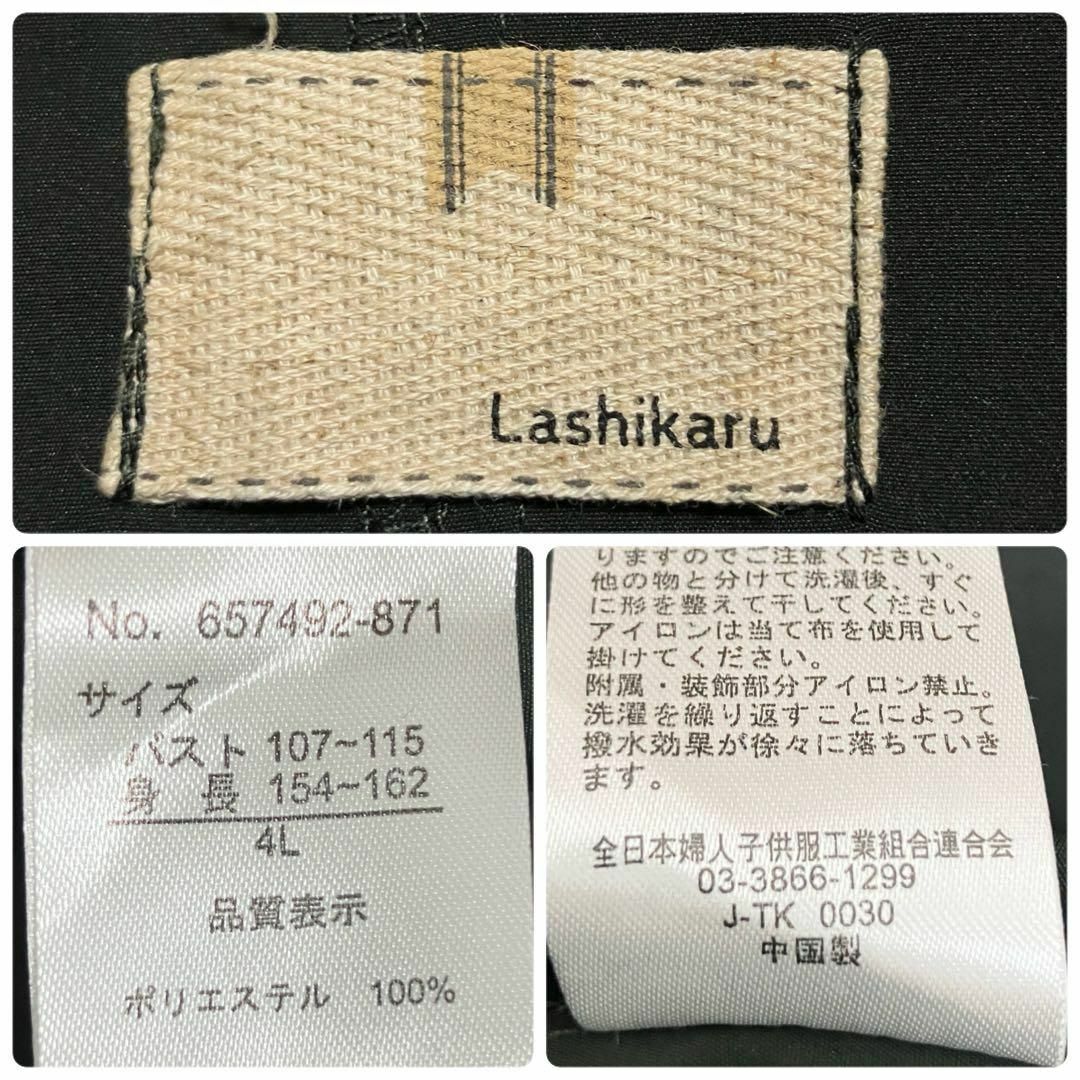 Lashikaru
No. 657492-871
サイズ
バスト 107~115
身 長 154~162
4L
品質表示
ポリエステル 100%
りますのでご注意ください。
他の物と分けて洗濯後、すぐ
に形を整えて干してください。
アイロンは当て布を使用して
掛けてください。
附属・装飾部分アイロン禁止。
洗濯を繰り返すことによって
撥水効果が徐々に落ちていき
ます。
全日本婦人子供服工業組合連合会
03-3866-1299
J-TK 0030
中国製